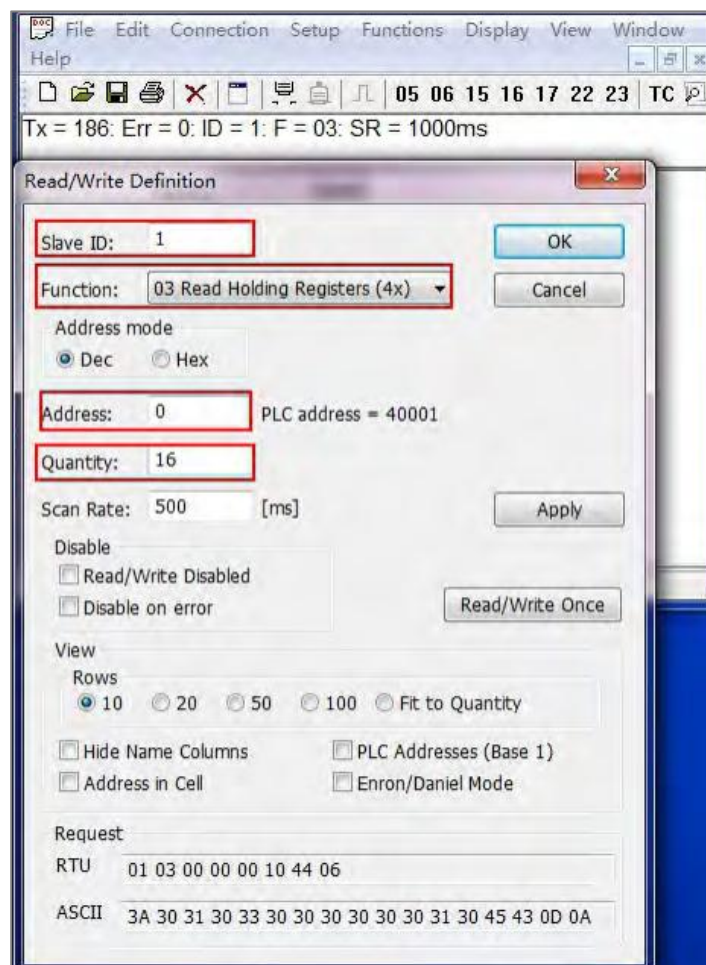 File Edit Connection Setup Functions Display View Window
Help
05 06 15 16 17 22 23 TC
Tx = 186: Err = 0: ID = 1: F = 03: SR = 1000ms
Read/Write Definition
Slave ID: 1 OK
Function: 03 Read Holding Registers (4x) Cancel
Address mode
Dec Hex
Address: 0 PLC address = 40001
Quantity: 16
Scan Rate: 500 [ms] Apply
Disable
Read/Write Disabled
Disable on error Read/Write Once
View
Rows
10 20 50 100 Fit to Quantity
Hide Name Columns PLC Addresses (Base 1)
Address in Cell Enron/Daniel Mode
Request
RTU 01 03 00 00 00 10 44 06
ASCII 3A 30 31 30 33 30 30 30 30 30 30 31 30 45 43 0D 0A